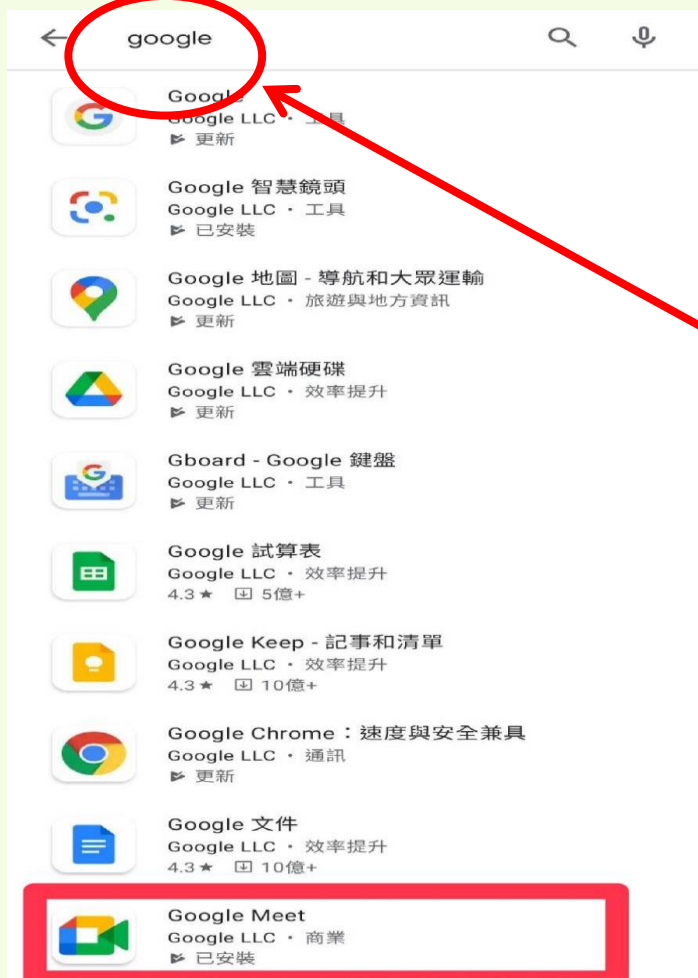 google
Google
Google LLC · 工具
更新
Google 智慧鏡頭
Google LLC · 工具
已安裝
Google 地圖 - 導航和大眾運輸
Google LLC · 旅遊與地方資訊
更新
Google 雲端硬碟
Google LLC · 效率提升
更新
Gboard - Google 鍵盤
Google LLC · 工具
更新
Google 試算表
Google LLC · 效率提升
4.3★ 5億+
Google Keep - 記事和清單
Google LLC · 效率提升
4.3★ 10億+
Google Chrome：速度與安全兼具
Google LLC · 通訊
更新
Google 文件
Google LLC · 效率提升
4.3★ 10億+
Google Meet
Google LLC · 商業
已安裝